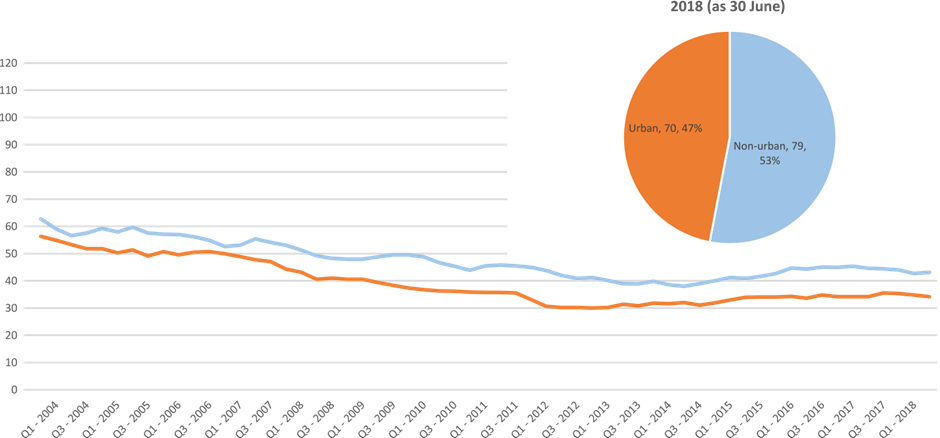 2018 (as 30 June)
Urban, 70, 47%
Non-urban, 79,
53%
120
110
100
90
80
70
60
50
40
30
20
10
0
Q1 - 2004
Q3 - 2004
Q1 - 2005
Q3 - 2005
Q1 - 2006
Q3 - 2006
Q1 - 2007
Q3 - 2007
Q1 - 2008
Q3 - 2008
Q1 - 2009
Q3 - 2009
Q1 - 2010
Q3 - 2010
Q1 - 2011
Q3 - 2011
Q1 - 2012
Q3 - 2012
Q1 - 2013
Q3 - 2013
Q1 - 2014
Q3 - 2014
Q1 - 2015
Q3 - 2015
Q1 - 2016
Q3 - 2016
Q1 - 2017
Q3 - 2017
Q1 - 2018